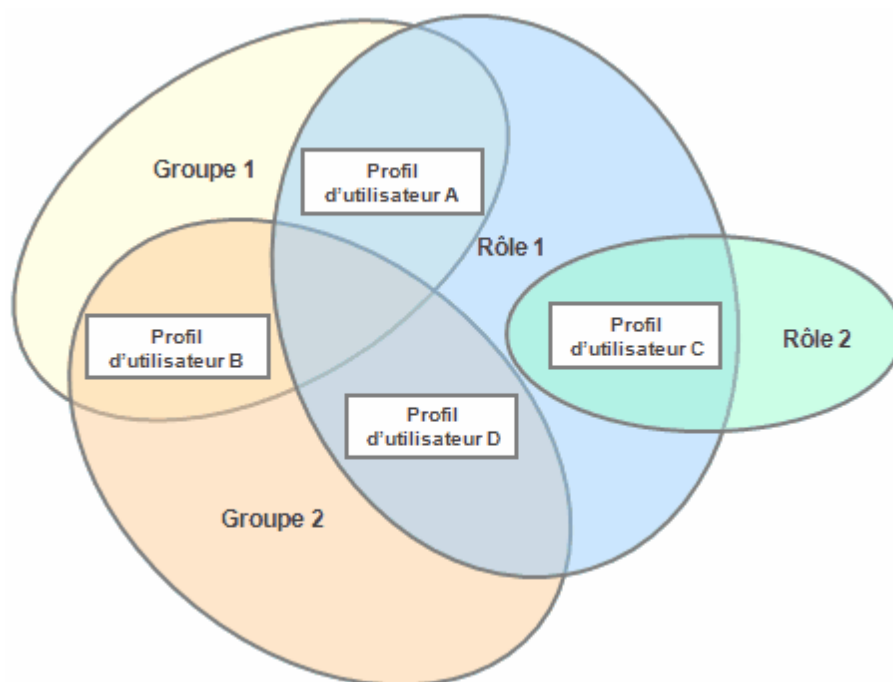 Groupe 1
Profil
d'utilisateur A
Rôle 1
Profil
d'utilisateur B
Profil
d'utilisateur C
Rôle 2
Profil
d'utilisateur D
Groupe 2